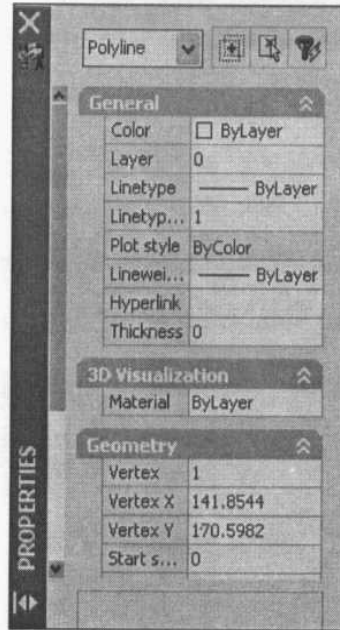 Polyline
General
Color ByLayer
Layer 0
Linetype ByLayer
Linetyp... 1
Plot style ByColor
Linewei... ByLayer
Hyperlink
Thickness 0
3D Visualization
Material ByLayer
Geometry
Vertex 1
Vertex X 141.8544
Vertex Y 170.5982
Start s... 0
PROPERTIES